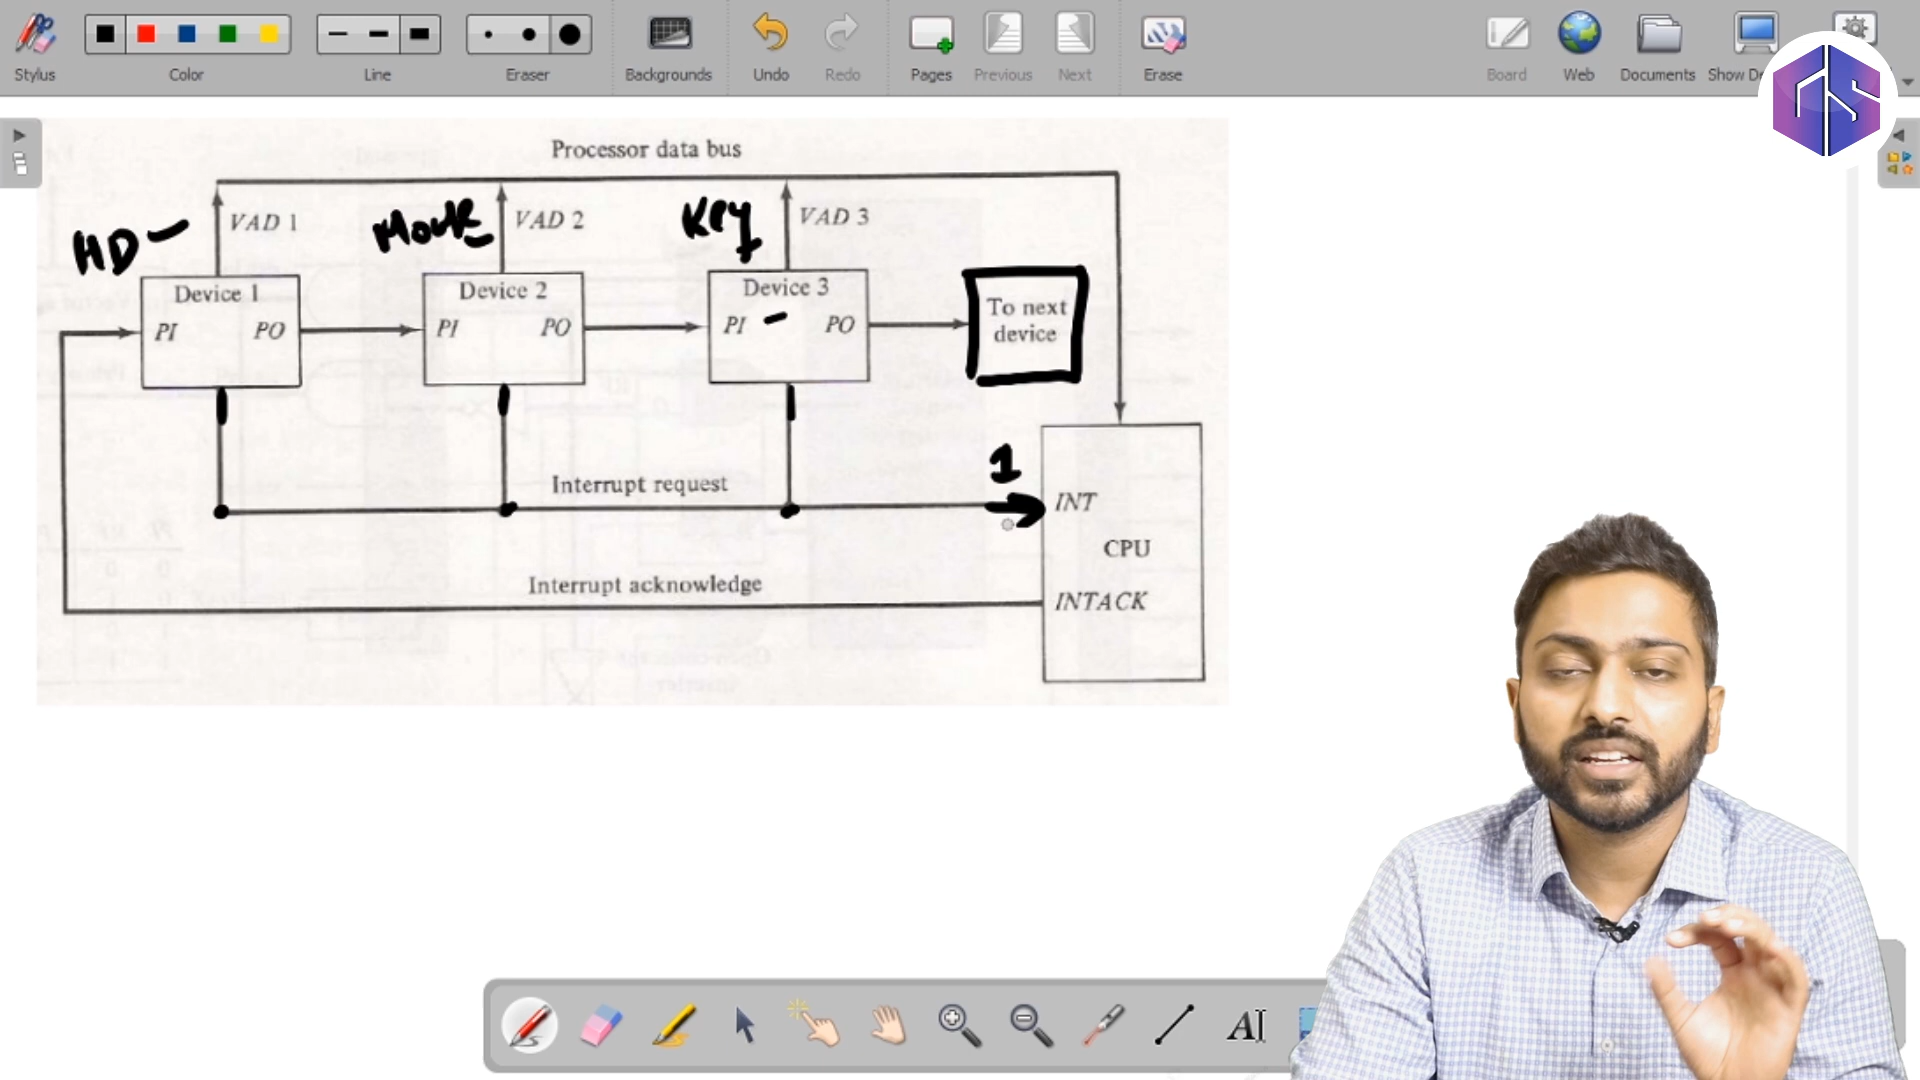 Stylus
Color
Line
Eraser
Backgrounds
Undo
Redo
Pages
Previous
Next
Erase
Board
Web
Documents
Show
Processor data bus
HD
VAD 1
Mouse
VAD 2
Key
VAD 3
Device 1
PI PO
Device 2
PI PO
Device 3
PI PO
To next
device
1
Interrupt request
INT
CPU
Interrupt acknowledge
INTACK